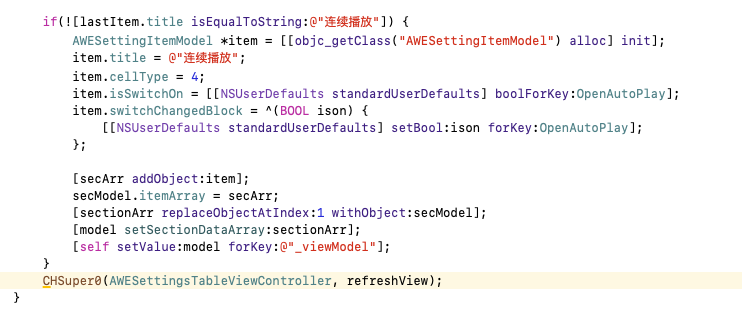 if(![lastItem.title isEqualToString:@"连续播放"]) {
AWESettingItemModel *item = [[objc_getClass("AWESettingItemModel") alloc] init];
item.title = @"连续播放";
item.cellType = 4;
item.isSwitchOn = [[NSUserDefaults standardUserDefaults] boolForKey:OpenAutoPlay];
item.switchChangedBlock = ^(BOOL ison) {
[[NSUserDefaults standardUserDefaults] setBool:ison forKey:OpenAutoPlay];
};
[secArr addObject:item];
secModel.itemArray = secArr;
[sectionArr replaceObjectAtIndex:1 withObject:secModel];
[model setSectionDataArray:sectionArr];
[self setValue:model forKey:@"_viewModel"];
}
CHSuper0(AWESettingsTableViewController, refreshView);
}